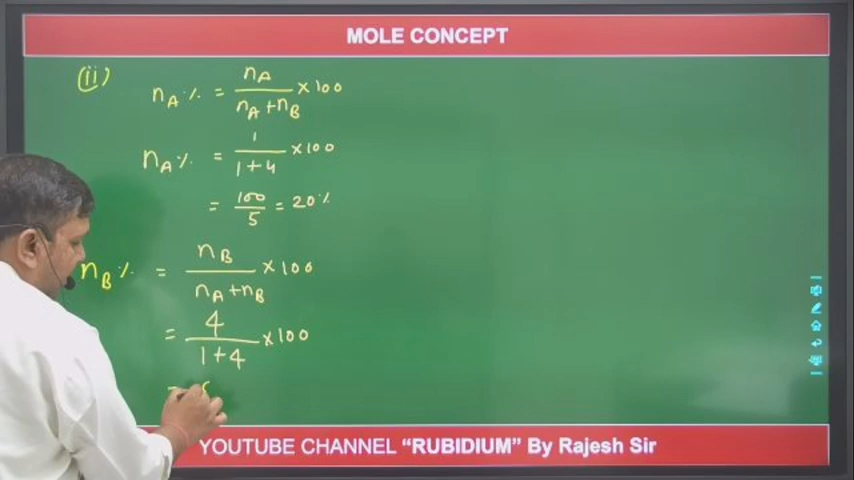 MOLE CONCEPT
(ii)
nA % = nA / nA + nB × 100
nA % = 1 / 1 + 4 × 100
= 100 / 5 = 20 %
nB % = nB / nA + nB × 100
= 4 / 1 + 4 × 100
=
YOUTUBE CHANNEL “RUBIDIUM” By Rajesh Sir